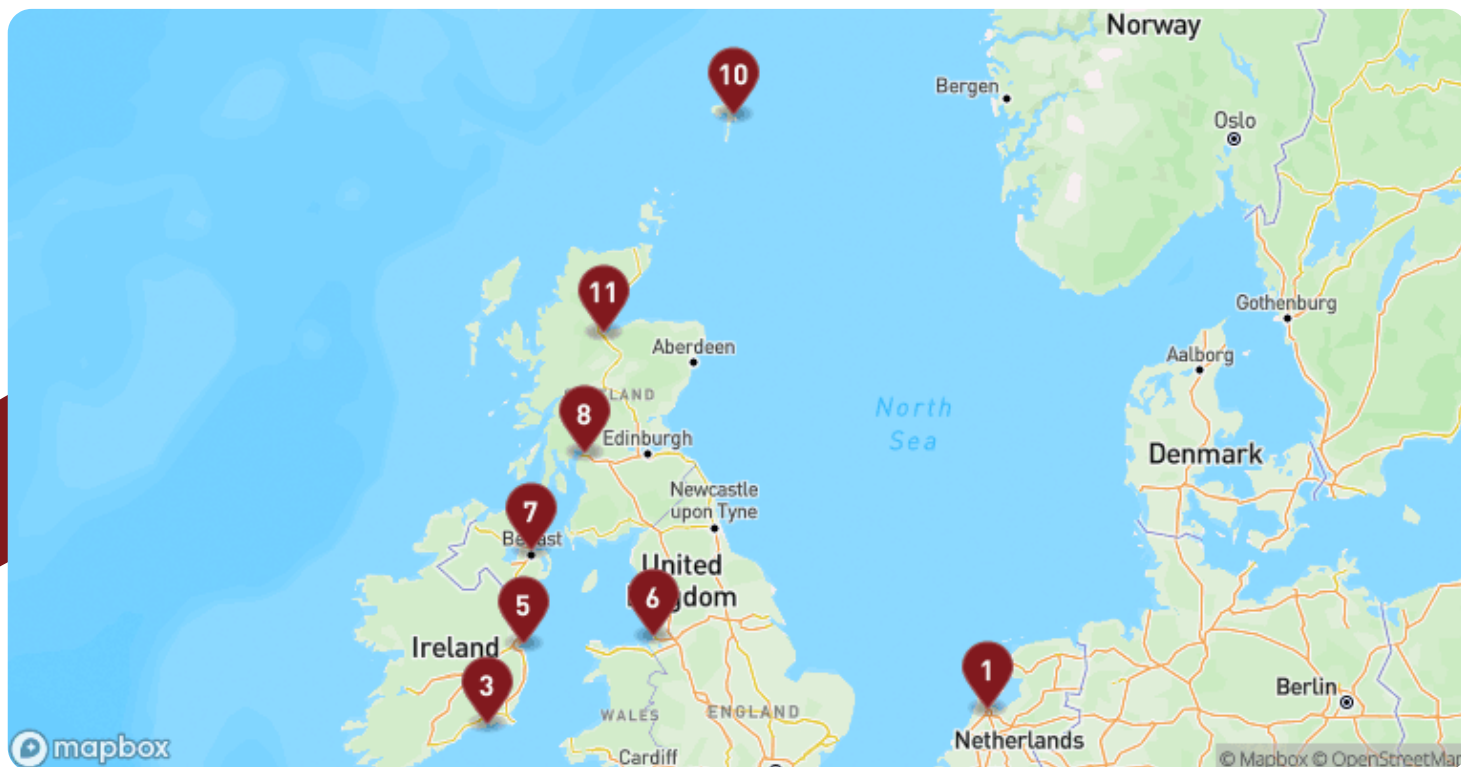 Norway
10
Bergen
Oslo
11
Gothenburg
Aberdeen
Aalborg
8
North
Sea
Edinburgh
Denmark
Newcastle
upon Tyne
7
United
6
5
Ireland
1
3
Berlin
WALES
ENGLAND
Netherlands
Cardiff
mapbox
© Mapbox © OpenStreetMap